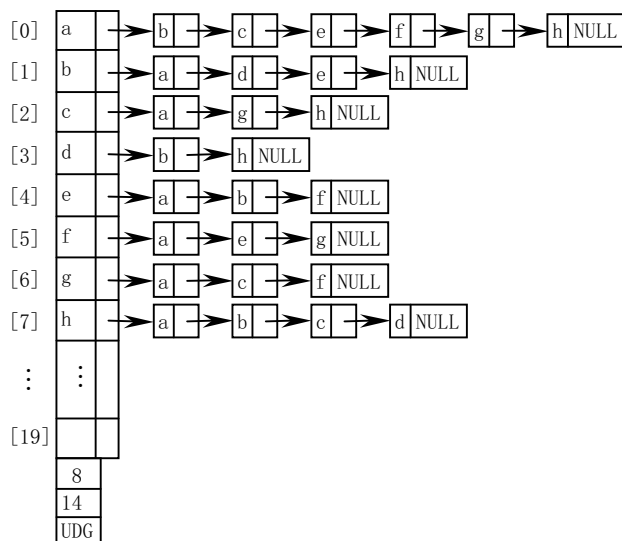 [0] a b c e f g h NULL
[1] b a d e h NULL
[2] c a g h NULL
[3] d b h NULL
[4] e a b f NULL
[5] f a e g NULL
[6] g a c f NULL
[7] h a b c d NULL
⋮ ⋮
[19]
8
14
UDG